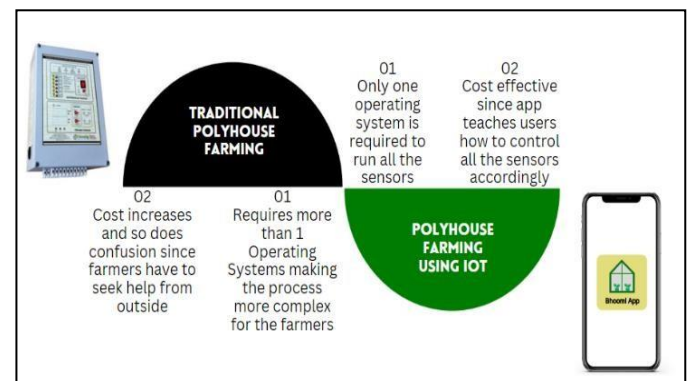 TRADITIONAL
POLYHOUSE
FARMING
02
Cost increases
and so does
confusion since
farmers have to
seek help from
outside
01
Requires more
than 1
Operating
Systems making
the process
more complex
for the farmers
01
Only one
operating
system is
required to
run all the
sensors
02
Cost effective
since app
teaches users
how to control
all the sensors
accordingly
POLYHOUSE
FARMING
USING IOT
Bhoomi App